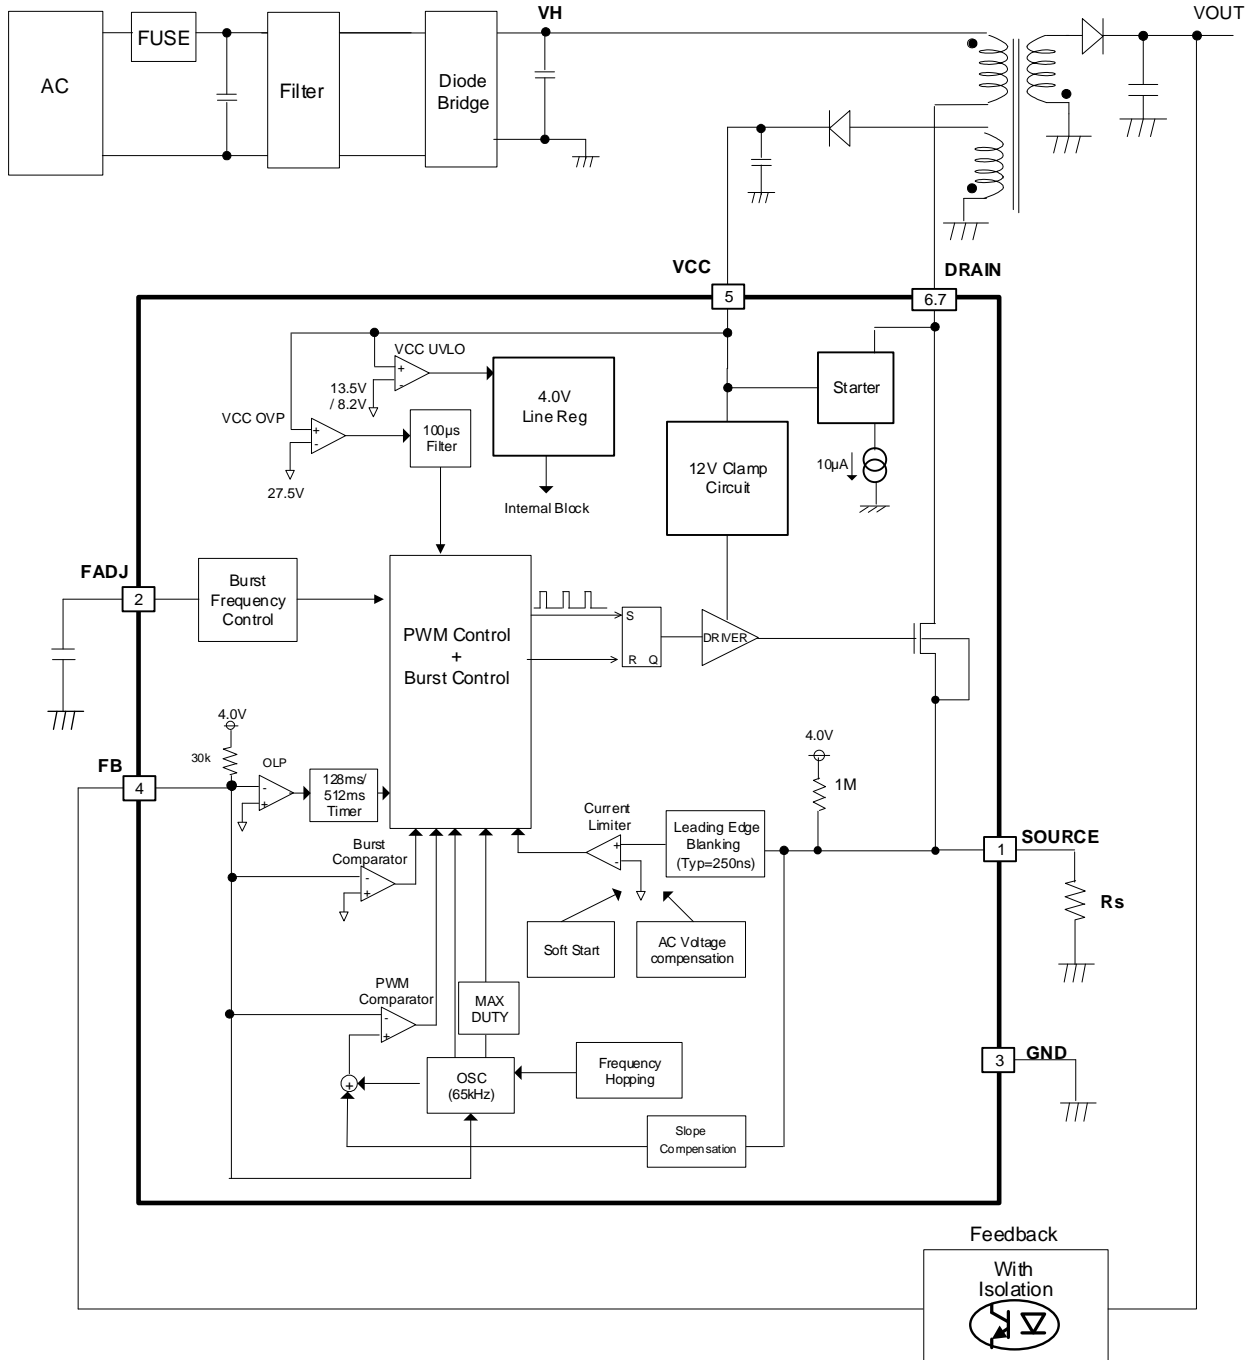 VH
VOUT
AC
FUSE
Filter
Diode
Bridge
VCC
DRAIN
5
6.7
VCC UVLO
+
-
13.5V
/ 8.2V
4.0V
Line Reg
Starter
VCC OVP
+
-
27.5V
100µs
Filter
12V Clamp
Circuit
10µA
Internal Block
FADJ
2
Burst
Frequency
Control
PWM Control
+
Burst Control
S
R Q
DRIVER
4.0V
30k
FB
4
OLP
-
+
128ms/
512ms
Timer
4.0V
1M
Current
Limiter
+
-
Leading Edge
Blanking
(Typ=250ns)
SOURCE
1
Rs
Burst
Comparator
-
+
Soft Start
AC Voltage
compensation
PWM
Comparator
-
+
MAX
DUTY
+
OSC
(65kHz)
Frequency
Hopping
GND
3
Slope
Compensation
Feedback
With
Isolation